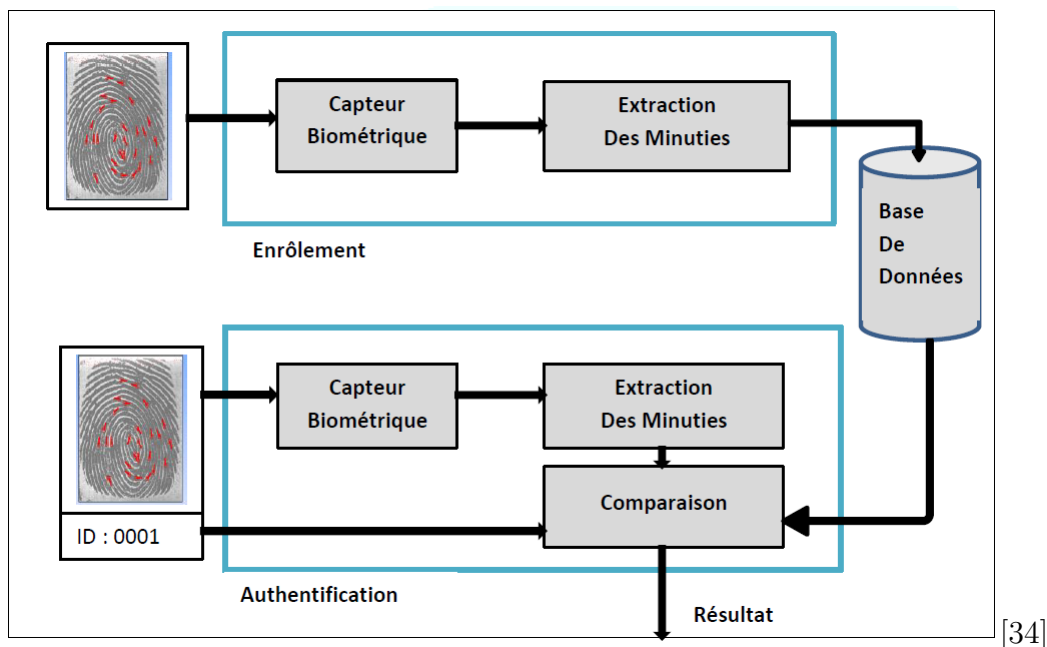 Capteur
Biométrique
Extraction
Des Minuties
Base
De
Données
Enrôlement
Capteur
Biométrique
Extraction
Des Minuties
Comparaison
ID : 0001
Authentification
Résultat
[34]